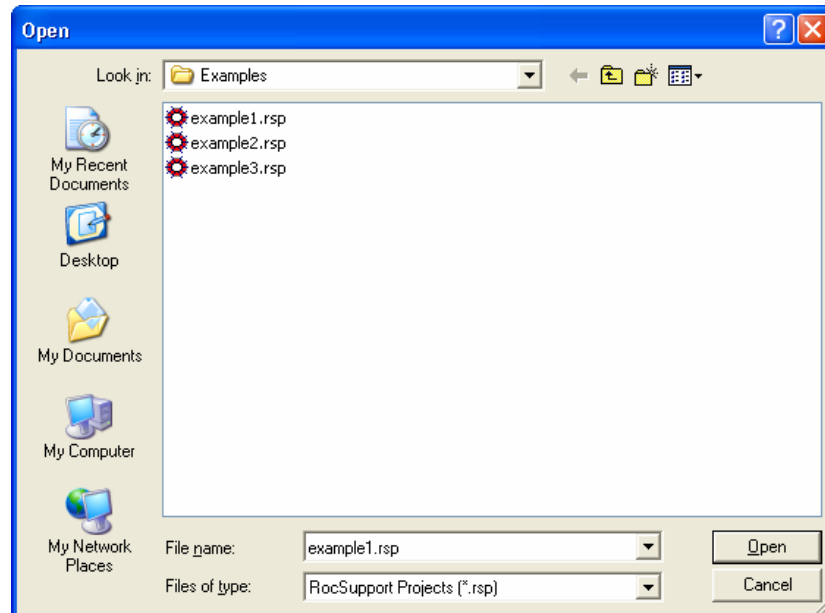 Open
Look in: Examples
example1.rsp
example2.rsp
example3.rsp
My Recent
Documents
Desktop
My Documents
My Computer
My Network
Places
File name: example1.rsp Open
Files of type: RocSupport Projects (*.rsp) Cancel